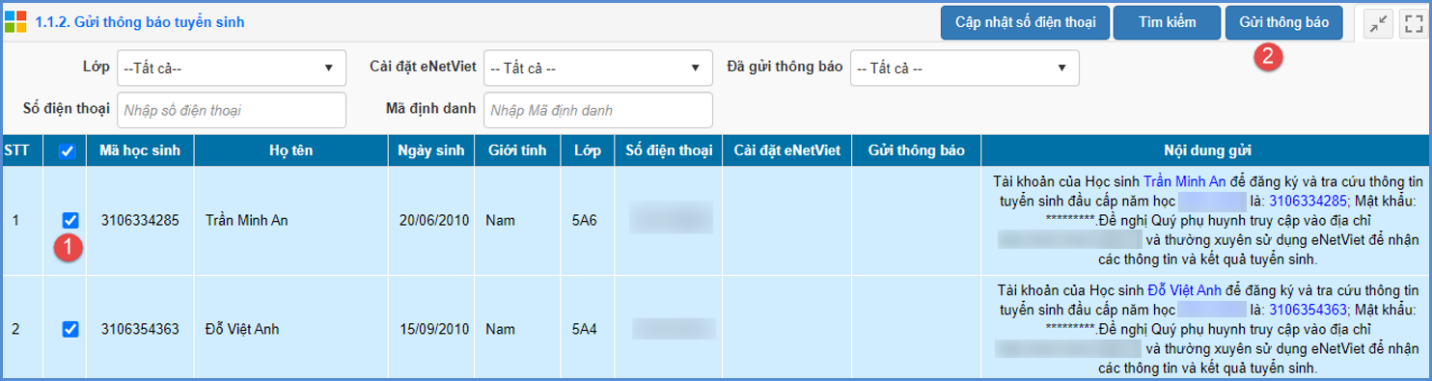 1.1.2. Gửi thông báo tuyển sinh
Cập nhật số điện thoại
Tìm kiếm
Gửi thông báo
2
Lớp
--Tất cả--
Cài đặt eNetViet
-- Tất cả --
Đã gửi thông báo
-- Tất cả --
Số điện thoại
Nhập số điện thoại
Mã định danh
Nhập Mã định danh
STT Mã học sinh Họ tên Ngày sinh Giới tính Lớp Số điện thoại Cài đặt eNetViet Gửi thông báo Nội dung gửi
1 3106334285 Trần Minh An 20/06/2010 Nam 5A6
1
Tài khoản của Học sinh Trần Minh An để đăng ký và tra cứu thông tin
tuyển sinh đầu cấp năm học là: 3106334285; Mật khẩu:
*********.Đề nghị Quý phụ huynh truy cập vào địa chỉ
và thường xuyên sử dụng eNetViet để nhận
các thông tin và kết quả tuyển sinh.
2 3106354363 Đỗ Việt Anh 15/09/2010 Nam 5A4
Tài khoản của Học sinh Đỗ Việt Anh để đăng ký và tra cứu thông tin
tuyển sinh đầu cấp năm học là: 3106354363; Mật khẩu:
*********.Đề nghị Quý phụ huynh truy cập vào địa chỉ
và thường xuyên sử dụng eNetViet để nhận
các thông tin và kết quả tuyển sinh.